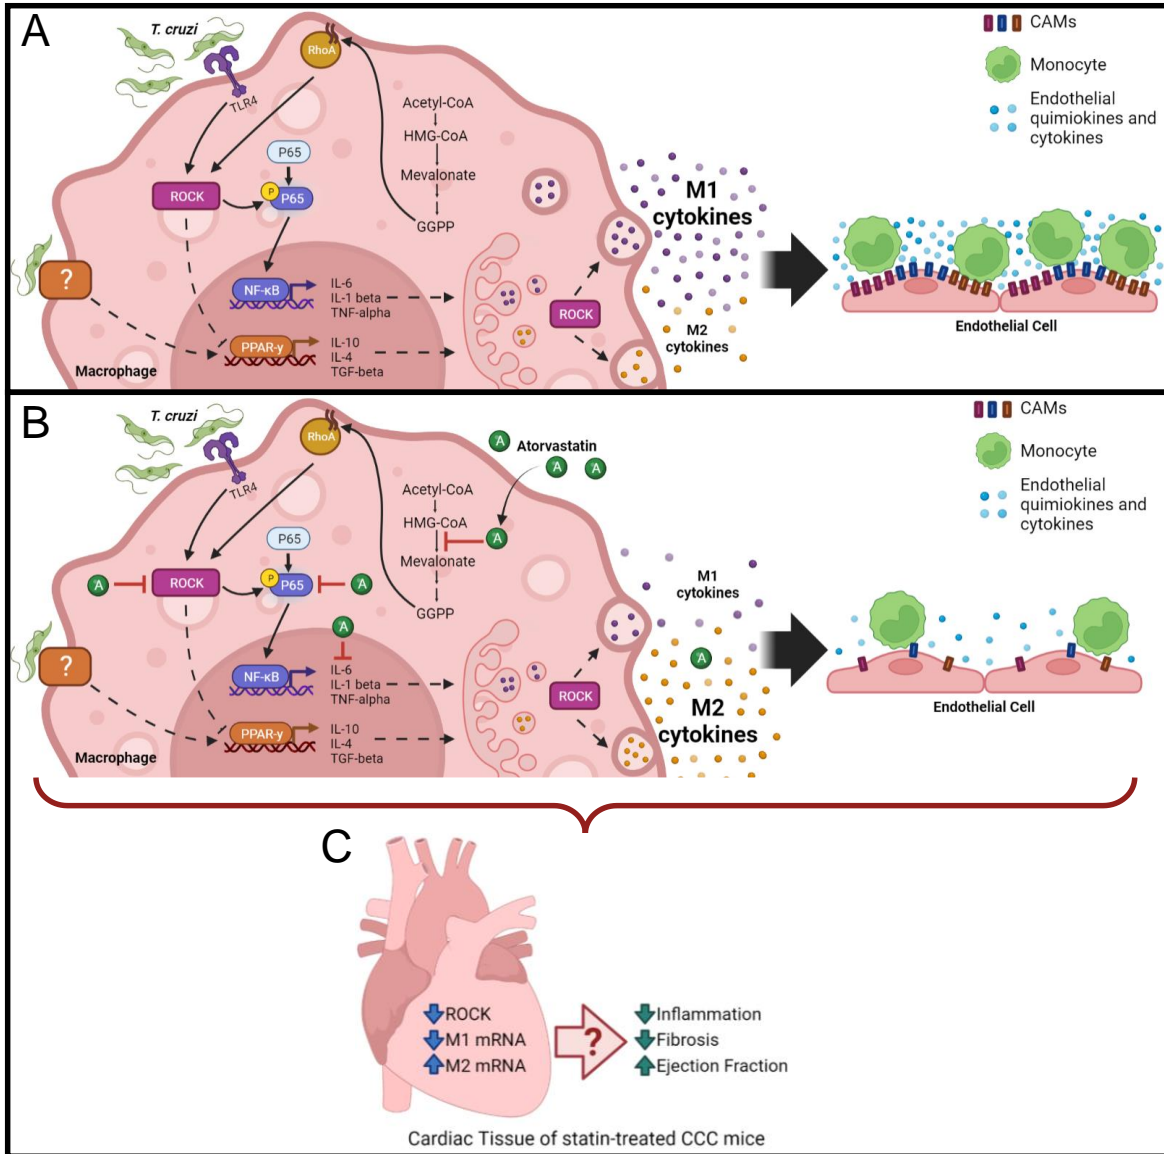 A
T. cruzi
RhoA
TLR4
Acetyl-CoA
HMG-CoA
Mevalonate
GGPP
P65
ROCK
P
P65
?
NF-κB
IL-6
IL-1 beta
TNF-alpha
PPAR-y
IL-10
IL-4
TGF-beta
Macrophage
ROCK
M1
cytokines
M2
cytokines
CAMs
Monocyte
Endothelial
quimiokines and
cytokines
Endothelial Cell
B
T. cruzi
RhoA
TLR4
A
Atorvastatin
A
A
Acetyl-CoA
HMG-CoA
A
Mevalonate
GGPP
P65
A
ROCK
P
P65
A
A
?
NF-κB
IL-6
IL-1 beta
TNF-alpha
PPAR-y
IL-10
IL-4
TGF-beta
Macrophage
ROCK
M1
cytokines
A
M2
cytokines
CAMs
Monocyte
Endothelial
quimiokines and
cytokines
Endothelial Cell
C
ROCK
M1 mRNA
M2 mRNA
?
Inflammation
Fibrosis
Ejection Fraction
Cardiac Tissue of statin-treated CCC mice